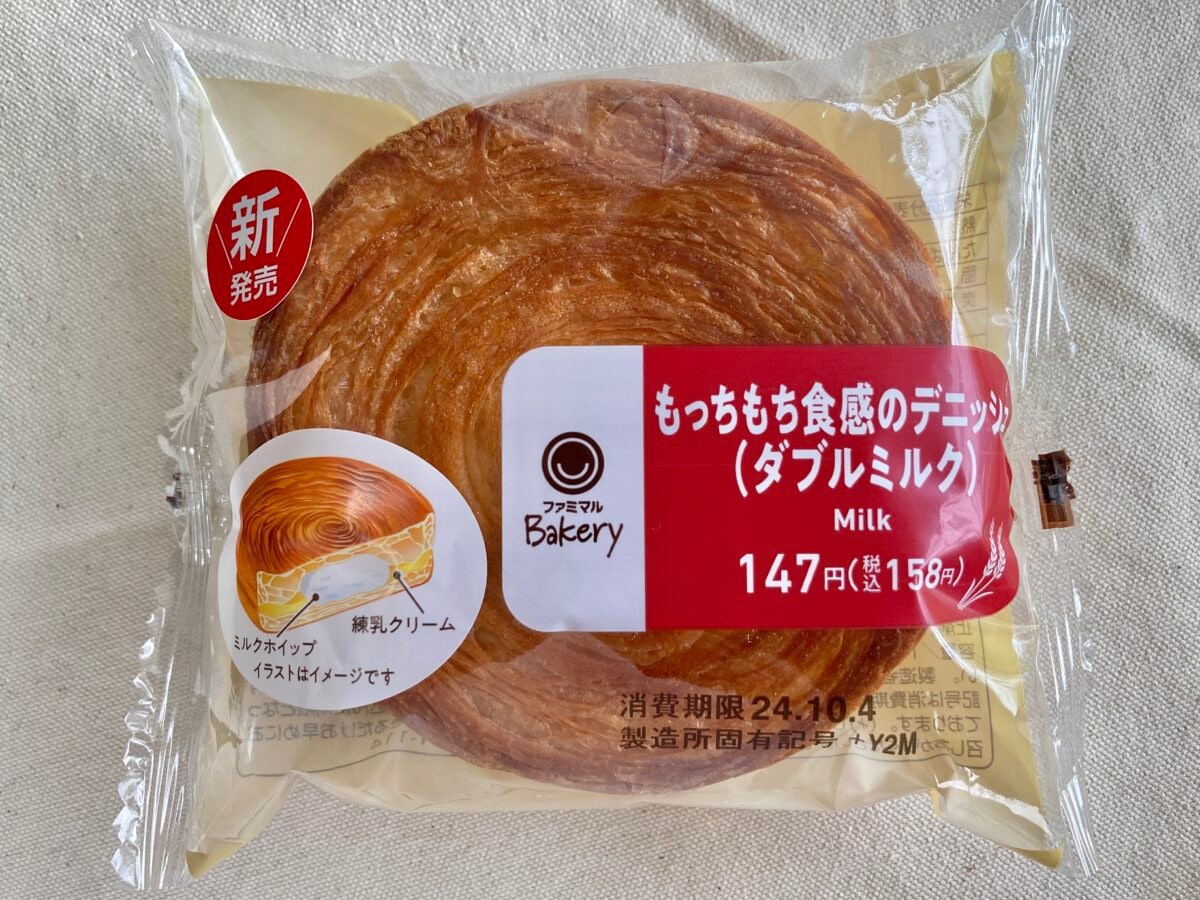 新
発売
もっちもち食感のデニッシュ
(ダブルミルク)
Milk
147円(税込158円)
ファミマル
Bakery
練乳クリーム
ミルクホイップ
イラストはイメージです
消費期限 24.10.4
製造所固有記号 + Y2M